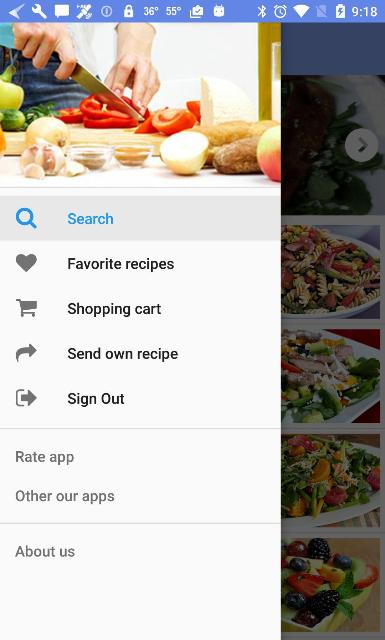 36° 55° 9:18
Search
Favorite recipes
Shopping cart
Send own recipe
Sign Out
Rate app
Other our apps
About us